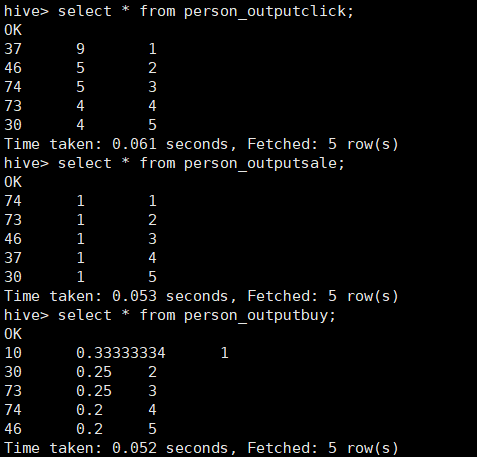 hive> select * from person_outputclick;
OK
37 9 1
46 5 2
74 5 3
73 4 4
30 4 5
Time taken: 0.061 seconds, Fetched: 5 row(s)
hive> select * from person_outputsale;
OK
74 1 1
73 1 2
46 1 3
37 1 4
30 1 5
Time taken: 0.053 seconds, Fetched: 5 row(s)
hive> select * from person_outputbuy;
OK
10 0.33333334 1
30 0.25 2
73 0.25 3
74 0.2 4
46 0.2 5
Time taken: 0.052 seconds, Fetched: 5 row(s)